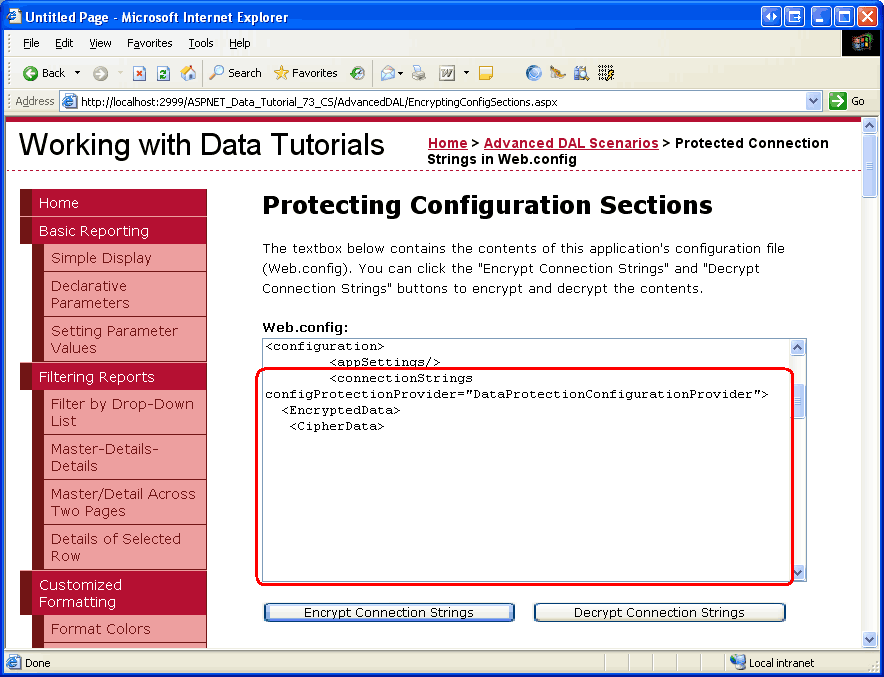 Untitled Page - Microsoft Internet Explorer
File Edit View Favorites Tools Help
Back Search Favorites
Address http://localhost:2999/ASPNET_Data_Tutorial_73_CS/AdvancedDAL/EncryptingConfigSections.aspx Go
Working with Data Tutorials
Home > Advanced DAL Scenarios > Protected Connection
Strings in Web.config
Home
Basic Reporting
Simple Display
Declarative
Parameters
Setting Parameter
Values
Filtering Reports
Filter by Drop-Down
List
Master-Details-
Details
Master/Detail Across
Two Pages
Details of Selected
Row
Customized
Formatting
Format Colors
Protecting Configuration Sections
The textbox below contains the contents of this application's configuration file
(Web.config). You can click the "Encrypt Connection Strings" and "Decrypt
Connection Strings" buttons to encrypt and decrypt the contents.
Web.config:
<configuration>
<appSettings/>
<connectionStrings
configProtectionProvider="DataProtectionConfigurationProvider">
<EncryptedData>
<CipherData>
Encrypt Connection Strings Decrypt Connection Strings
Done Local intranet